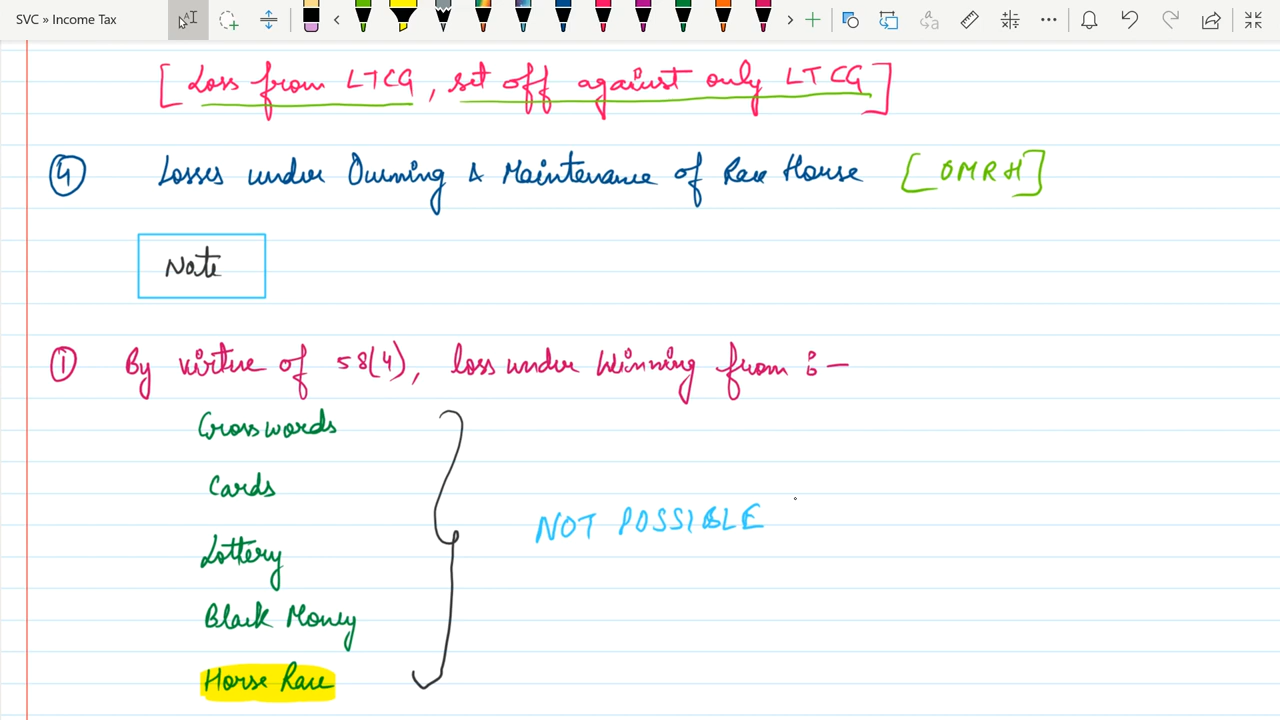 SVC » Income Tax
[Loss from LTCG, set off against only LTCG]
④ Losses under Owning & Maintenance of Race House [OMRH]
Note
① By virtue of 58(4), loss under Winning from :-
Crosswords
Cards
Lottery
NOT POSSIBLE
Black Money
Horse Race